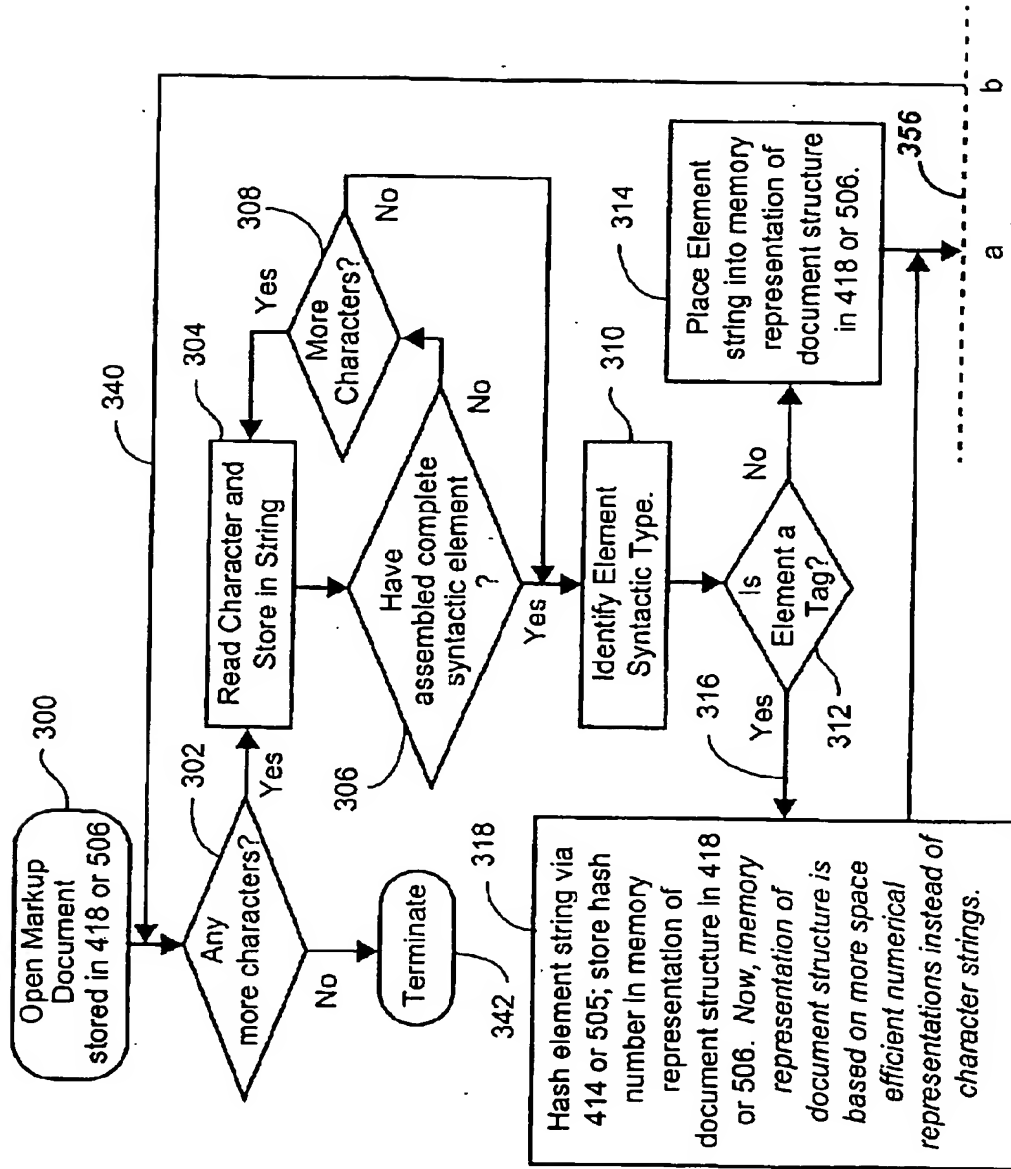 300
Open Markup
Document
stored in 418 or 506
340
302
Any
more characters?
Yes
No
Terminate
342
304
Read Character and
Store in String
308
More
Characters?
Yes
No
306
Have
assembled complete
syntactic element
?
No
Yes
310
Identify Element
Syntactic Type.
312
Is
Element a
Tag?
No
Yes
314
Place Element
string into memory
representation of
document structure
in 418 or 506.
316
318
Hash element string via
414 or 505; store hash
number in memory
representation of
document structure in 418
or 506. Now, memory
representation of
document structure is
based on more space
efficient numerical
representations instead of
character strings.
356
a
b